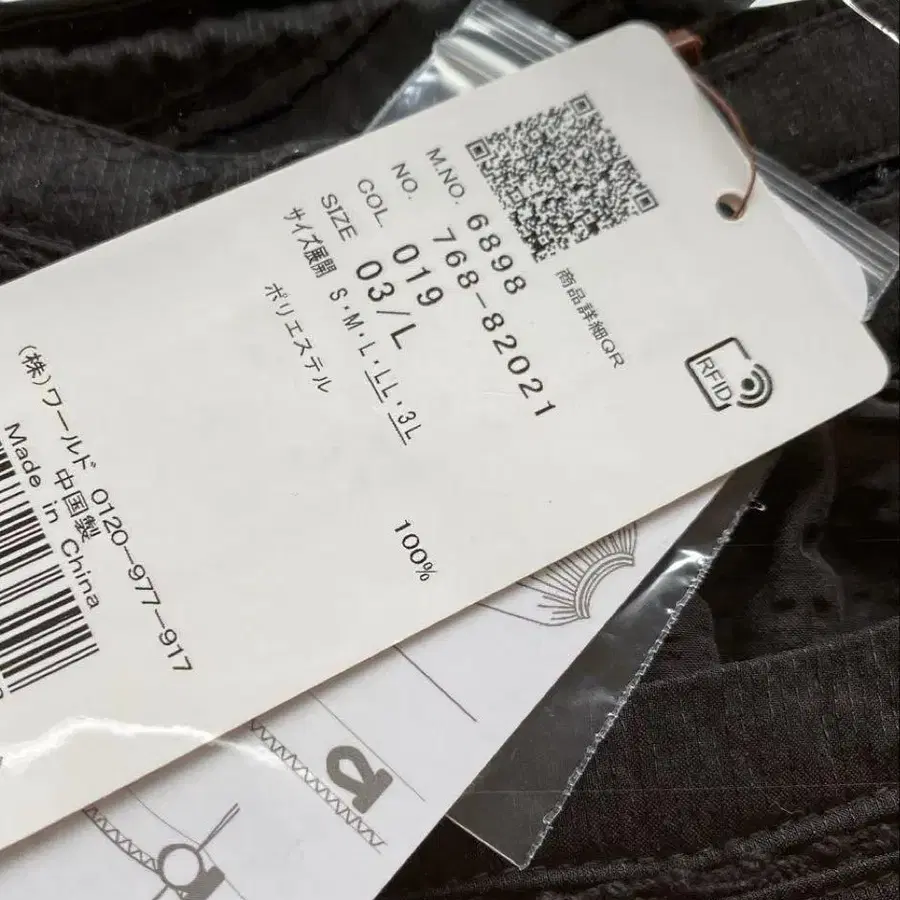 商品詳細QR
RFID
M.NO. 6898
NO. 768-82021
COL 019
SIZE 03/L
サイズ展開 S・M・L・LL・3L
ポリエステル 100%
(株)ワールド 0120-977-917
中国製
Made in China